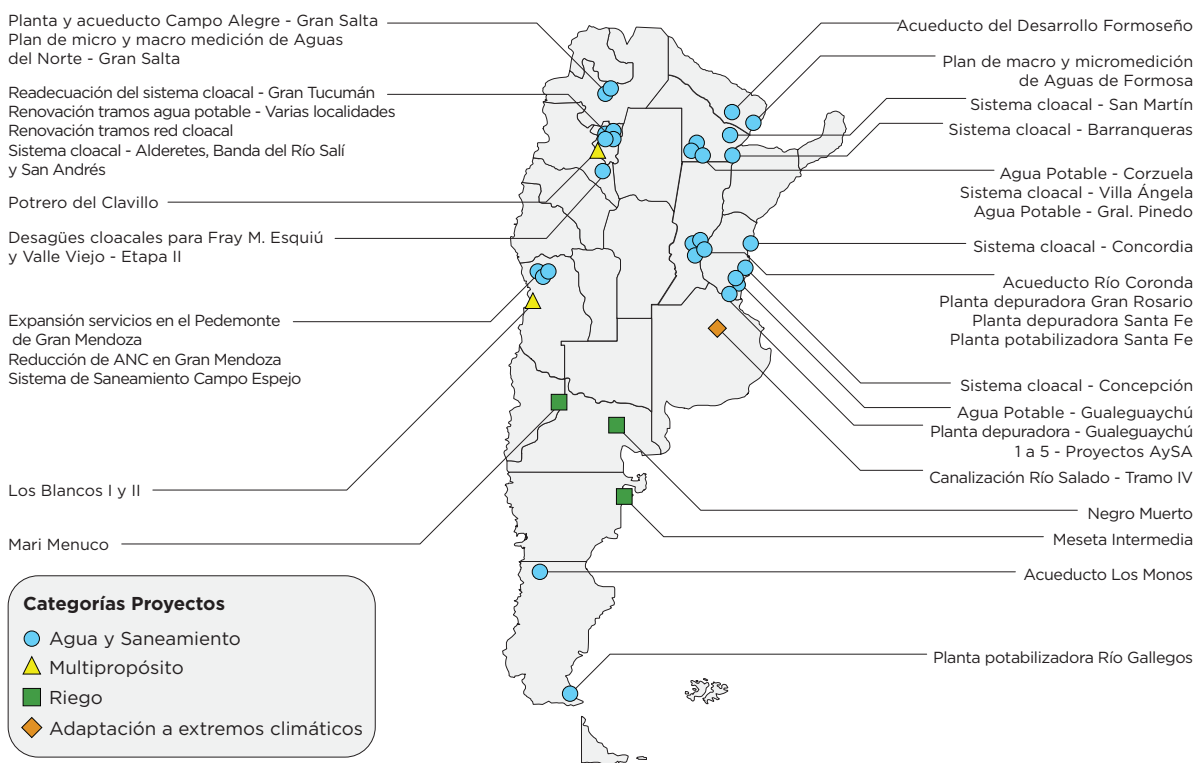 Planta y acueducto Campo Alegre - Gran Salta
Plan de micro y macro medición de Aguas
del Norte - Gran Salta
Readecuación del sistema cloacal - Gran Tucumán
Renovación tramos agua potable - Varias localidades
Renovación tramos red cloacal
Sistema cloacal - Alderetes, Banda del Río Salí
y San Andrés
Potrero del Clavillo
Desagües cloacales para Fray M. Esquiú
y Valle Viejo - Etapa II
Expansión servicios en el Pedemonte
de Gran Mendoza
Reducción de ANC en Gran Mendoza
Sistema de Saneamiento Campo Espejo
Los Blancos I y II
Mari Menuco
Acueducto del Desarrollo Formoseño
Plan de macro y micromedición
de Aguas de Formosa
Sistema cloacal - San Martín
Sistema cloacal - Barranqueras
Agua Potable - Corzuela
Sistema cloacal - Villa Ángela
Agua Potable - Gral. Pinedo
Sistema cloacal - Concordia
Acueducto Río Coronda
Planta depuradora Gran Rosario
Planta depuradora Santa Fe
Planta potabilizadora Santa Fe
Sistema cloacal - Concepción
Agua Potable - Gualeguaychú
Planta depuradora - Gualeguaychú
1 a 5 - Proyectos AySA
Canalización Río Salado - Tramo IV
Negro Muerto
Meseta Intermedia
Acueducto Los Monos
Planta potabilizadora Río Gallegos
Categorías Proyectos
Agua y Saneamiento
Multipropósito
Riego
Adaptación a extremos climáticos